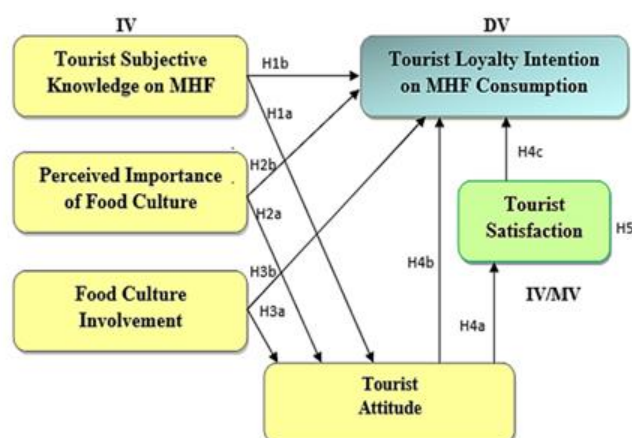 IV
DV
Tourist Subjective
Knowledge on MHF
H1b
Tourist Loyalty Intention
on MHF Consumption
H1a
Perceived Importance
of Food Culture
H2b
H2a
H4c
Tourist
Satisfaction
H5
Food Culture
Involvement
H3b
H3a
H4b
IV/MV
H4a
Tourist
Attitude